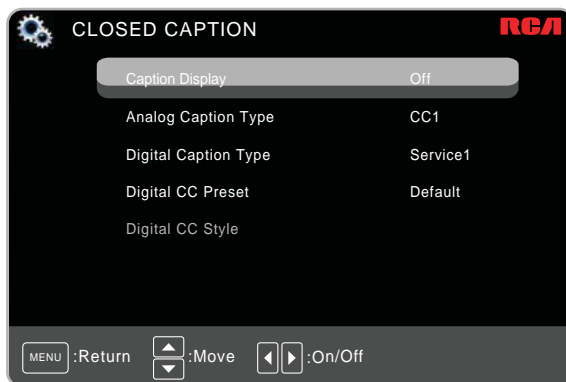 CLOSED CAPTION
RCA
Caption Display Off
Analog Caption Type CC1
Digital Caption Type Service1
Digital CC Preset Default
Digital CC Style
MENU :Return :Move :On/Off